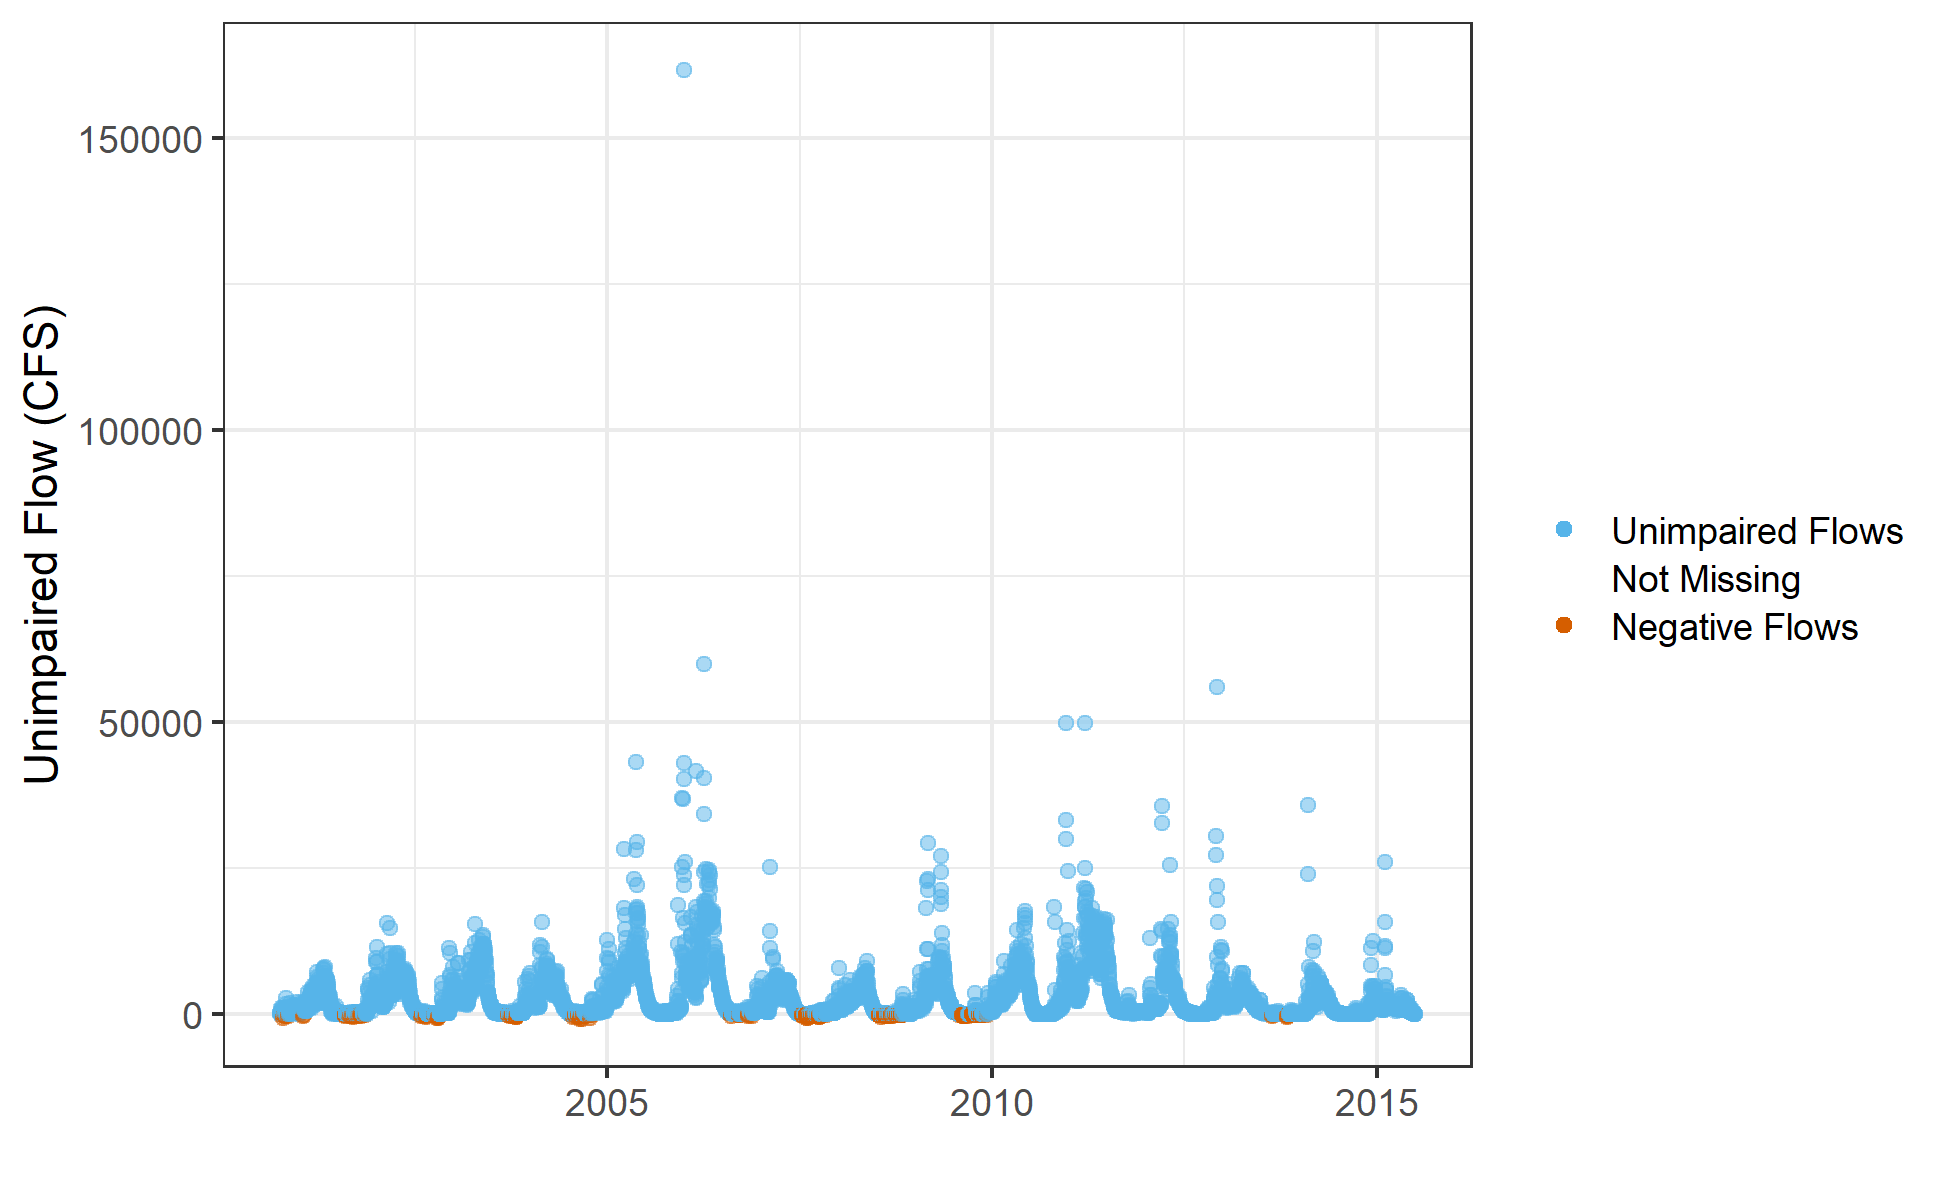 Unimpaired Flow (CFS)
150000
100000
50000
0
2005
2010
2015
Unimpaired Flows
Not Missing
Negative Flows